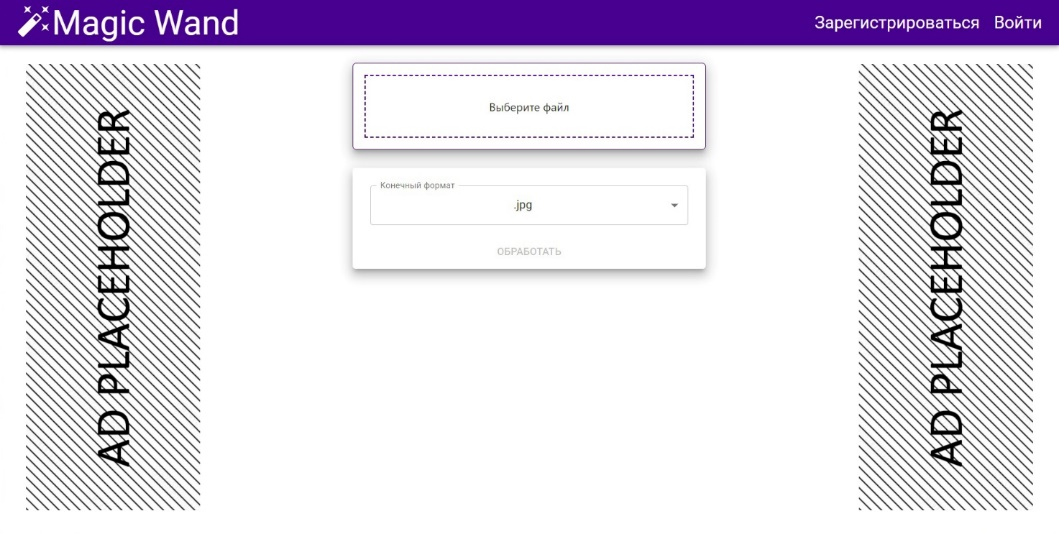 Magic Wand
Зарегистрироваться Войти
AD PLACEHOLDER
Выберите файл
Конечный формат
.jpg
ОБРАБОТАТЬ
AD PLACEHOLDER